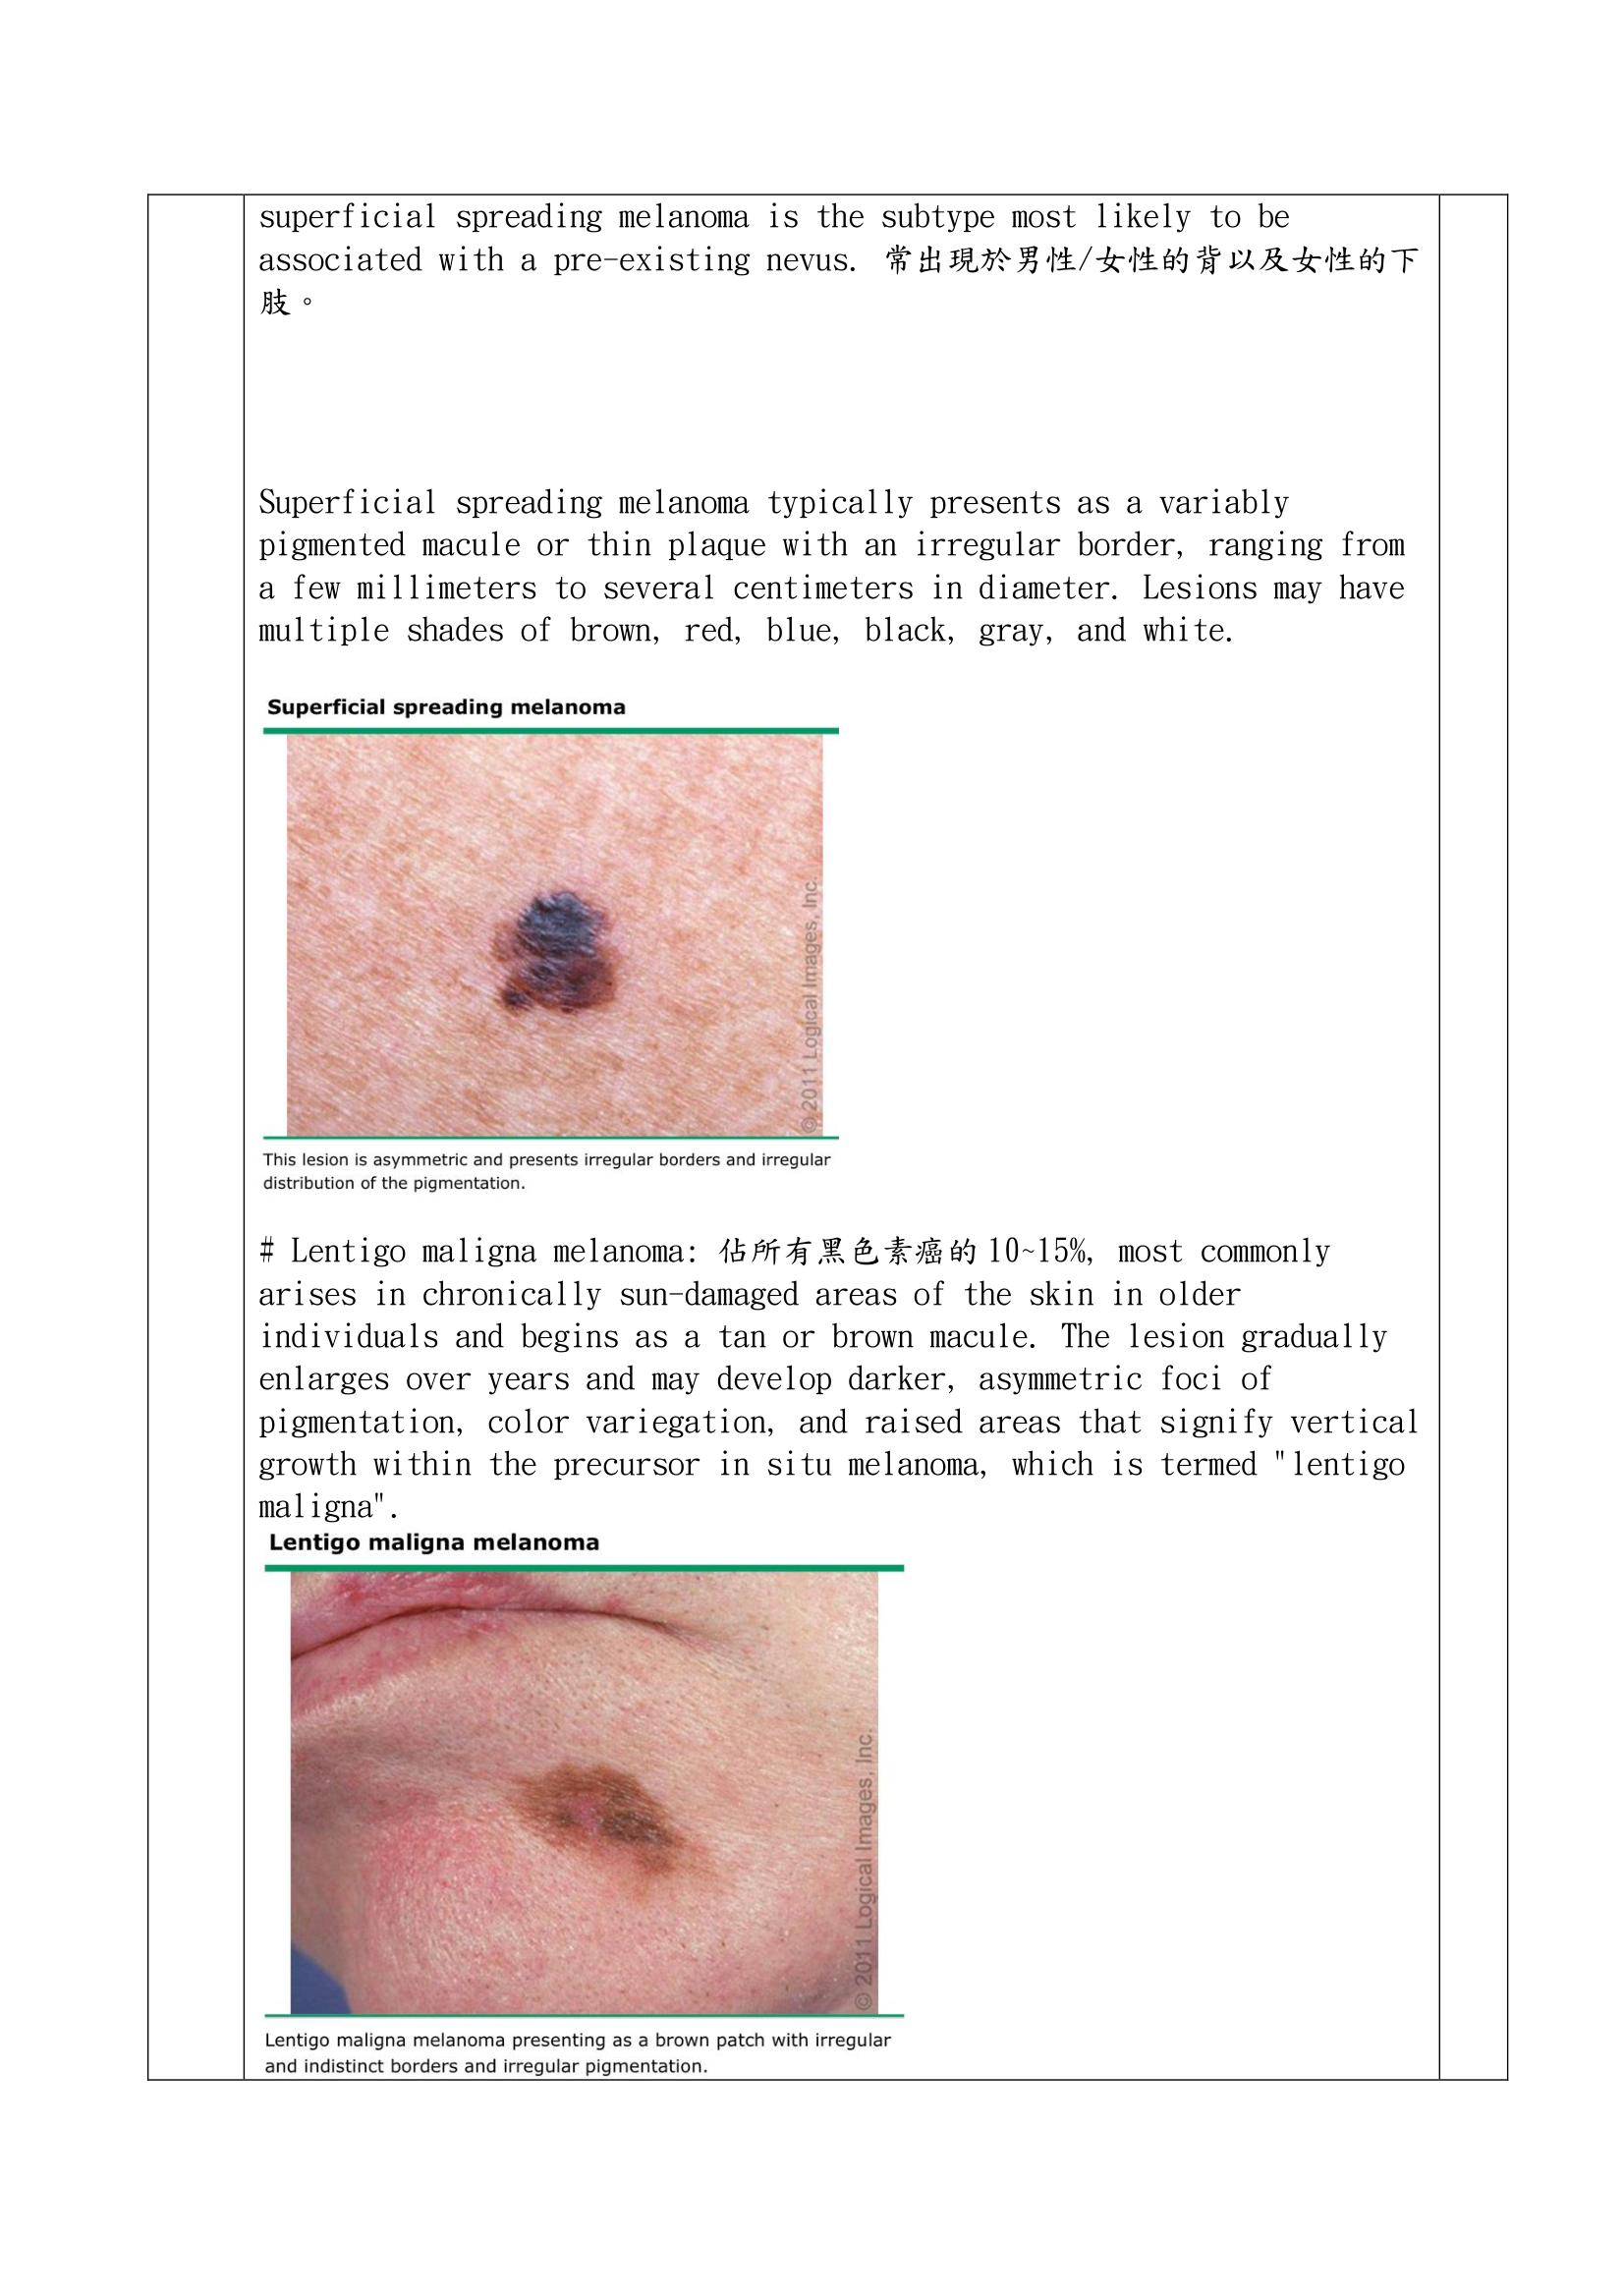 superficial spreading melanoma is the subtype most likely to be
associated with a pre-existing nevus. 常出現於男性/女性的背以及女性的下
肢。
Superficial spreading melanoma typically presents as a variably
pigmented macule or thin plaque with an irregular border, ranging from
a few millimeters to several centimeters in diameter. Lesions may have
multiple shades of brown, red, blue, black, gray, and white.
Superficial spreading melanoma
© 2011 Logical Images, Inc.
This lesion is asymmetric and presents irregular borders and irregular
distribution of the pigmentation.
# Lentigo maligna melanoma: 佔所有黑色素癌的 10~15%, most commonly
arises in chronically sun-damaged areas of the skin in older
individuals and begins as a tan or brown macule. The lesion gradually
enlarges over years and may develop darker, asymmetric foci of
pigmentation, color variegation, and raised areas that signify vertical
growth within the precursor in situ melanoma, which is termed "lentigo
maligna".
Lentigo maligna melanoma
© 2011 Logical Images, Inc.
Lentigo maligna melanoma presenting as a brown patch with irregular
and indistinct borders and irregular pigmentation.